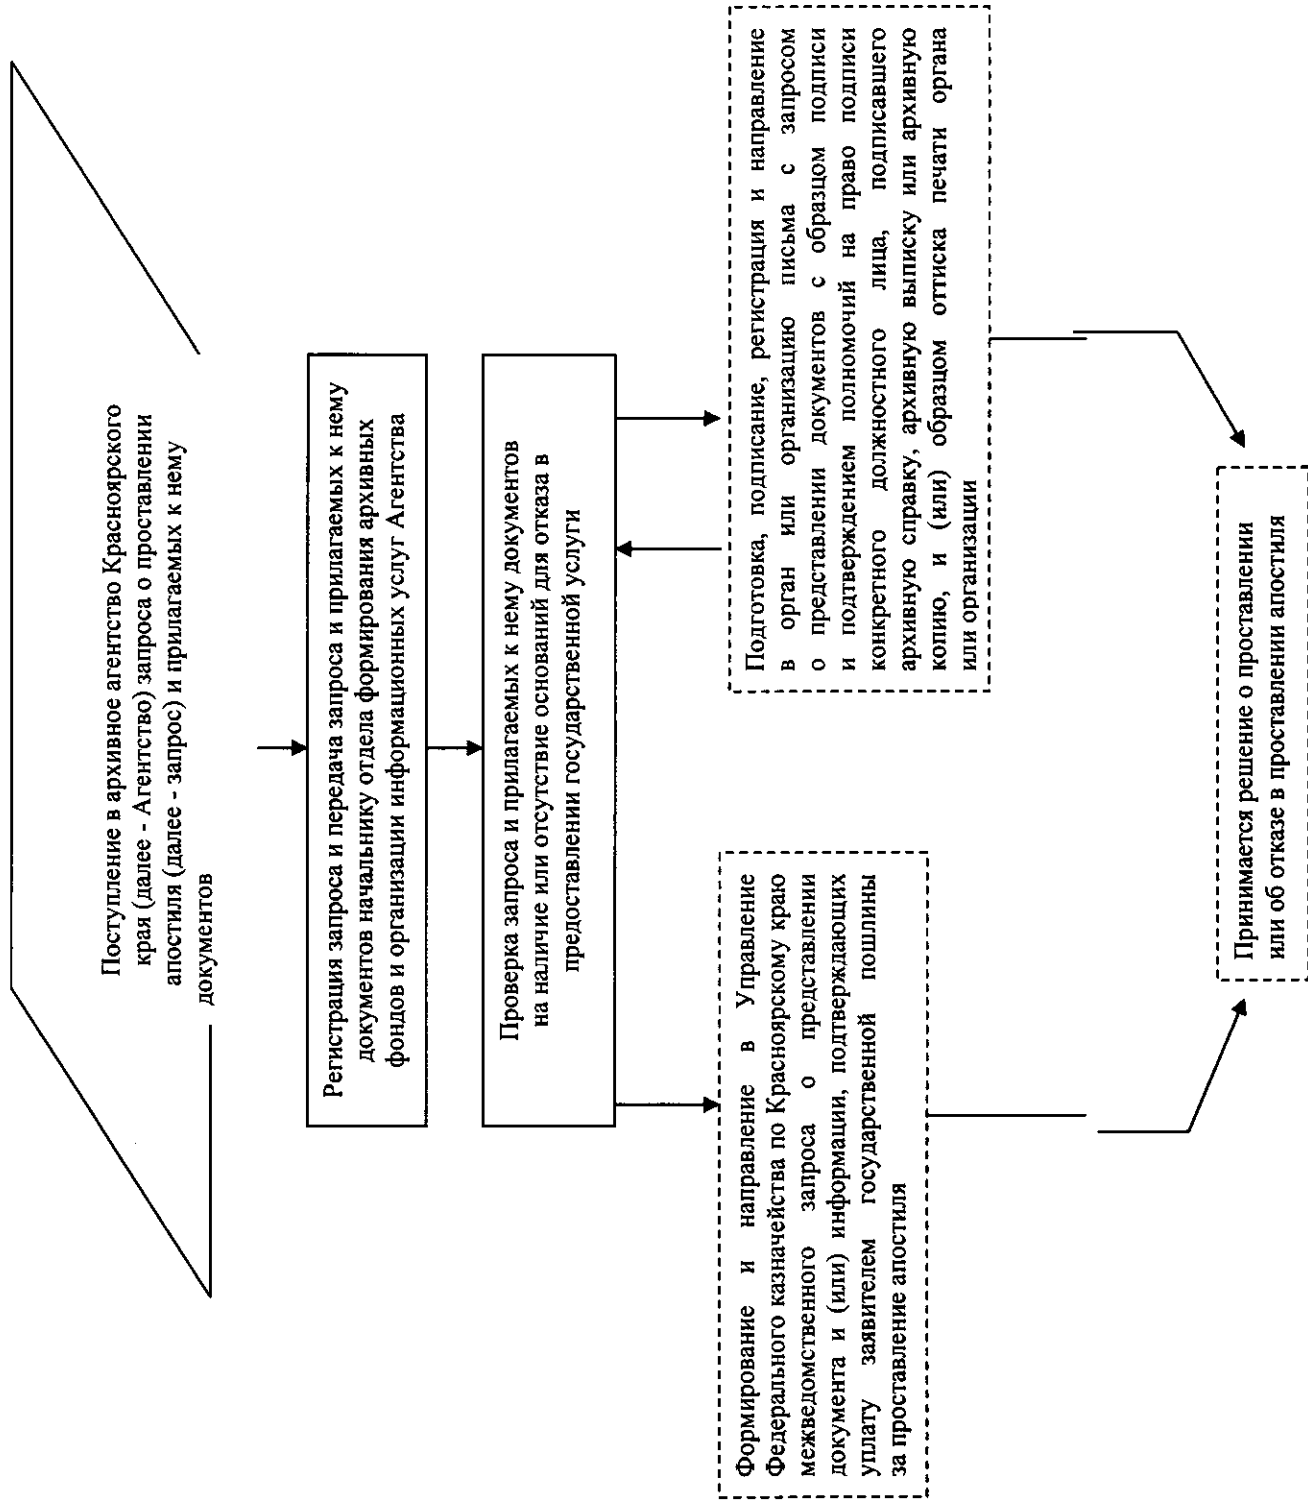 Поступление в архивное агентство Красноярского
края (далее - Агентство) запроса о проставлении
апостиля (далее - запрос) и прилагаемых к нему
документов
Регистрация запроса и передача запроса и прилагаемых к нему
документов начальнику отдела формирования архивных
фондов и организации информационных услуг Агентства
Проверка запроса и прилагаемых к нему документов
на наличие или отсутствие оснований для отказа в
предоставлении государственной услуги
Формирование и направление в Управление
Федерального казначейства по Красноярскому краю
межведомственного запроса о представлении
документа и (или) информации, подтверждающих
уплату заявителем государственной пошлины
за проставление апостиля
Подготовка, подписание, регистрация и направление
в орган или организацию письма с запросом
о представлении документов с образцом подписи
и подтверждением полномочий на право подписи
конкретного должностного лица, подписавшего
архивную справку, архивную выписку или архивную
копию, и (или) образцом оттиска печати органа
или организации
Принимается решение о проставлении
или об отказе в проставлении апостиля